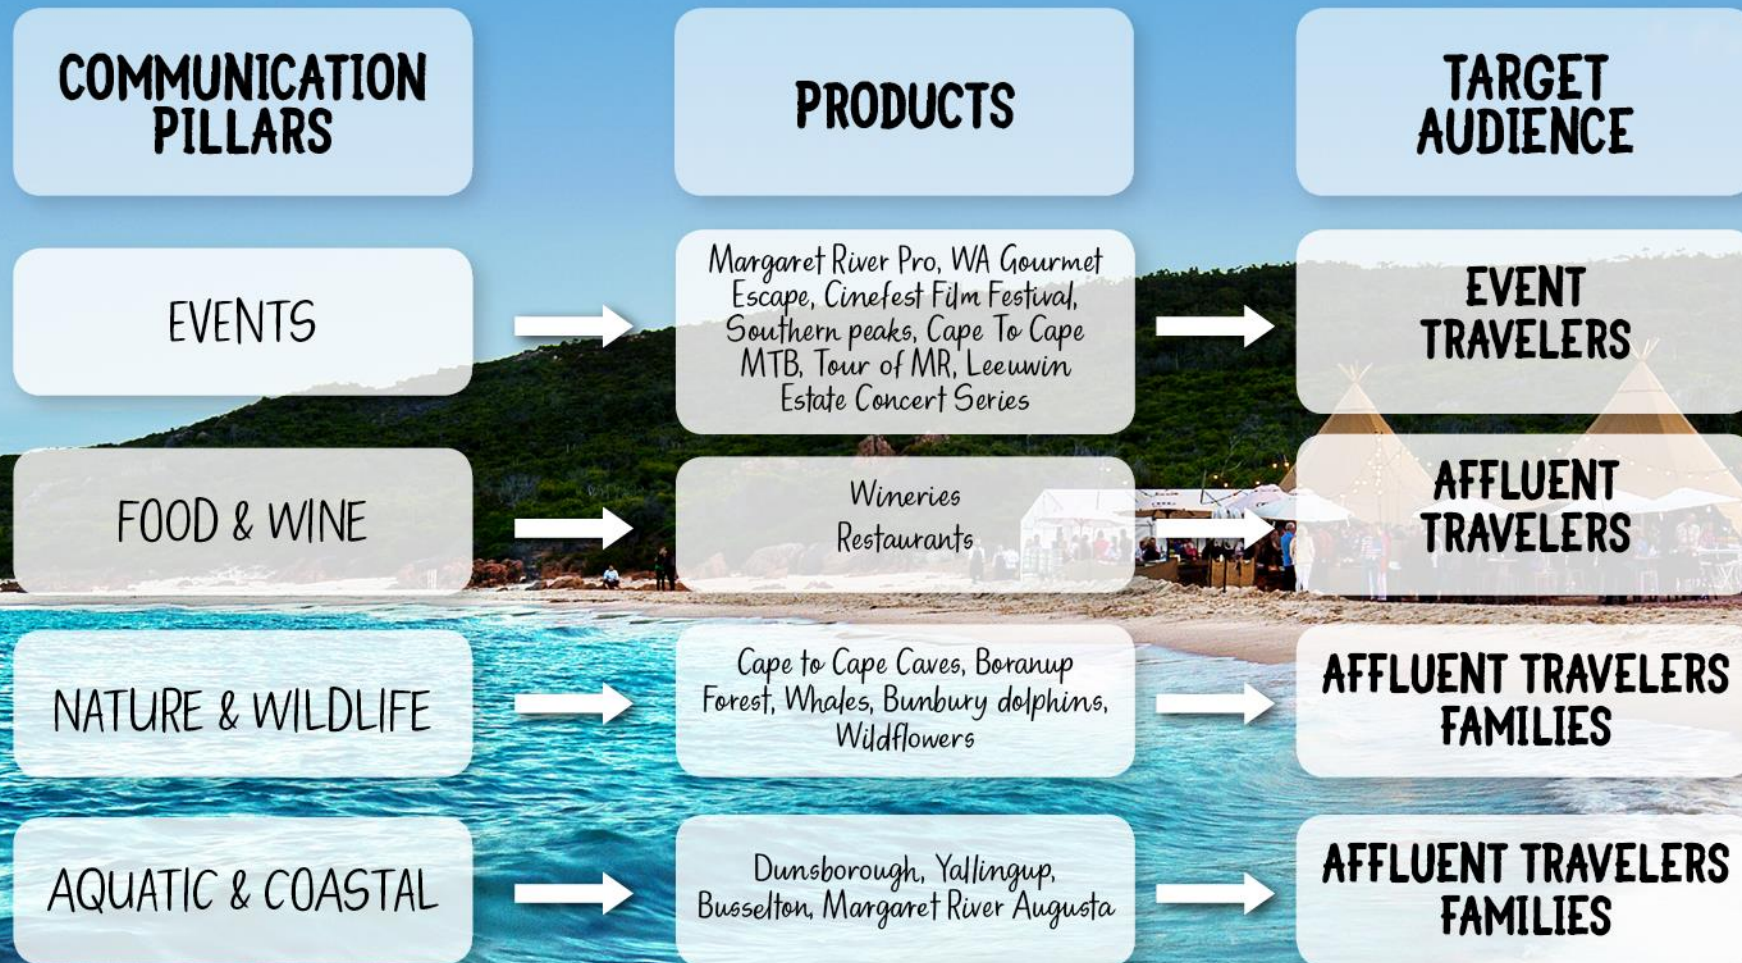 COMMUNICATION
PILLARS
PRODUCTS
TARGET
AUDIENCE
EVENTS
Margaret River Pro, WA Gourmet
Escape, Cinefest Film Festival,
Southern peaks, Cape To Cape
MTB, Tour of MR, Leeuwin
Estate Concert Series
EVENT
TRAVELERS
FOOD & WINE
Wineries
Restaurants
AFFLUENT
TRAVELERS
NATURE & WILDLIFE
Cape to Cape Caves, Boranup
Forest, Whales, Bunbury dolphins,
Wildflowers
AFFLUENT TRAVELERS
FAMILIES
AQUATIC & COASTAL
Dunsborough, Yallingup,
Busselton, Margaret River Augusta
AFFLUENT TRAVELERS
FAMILIES